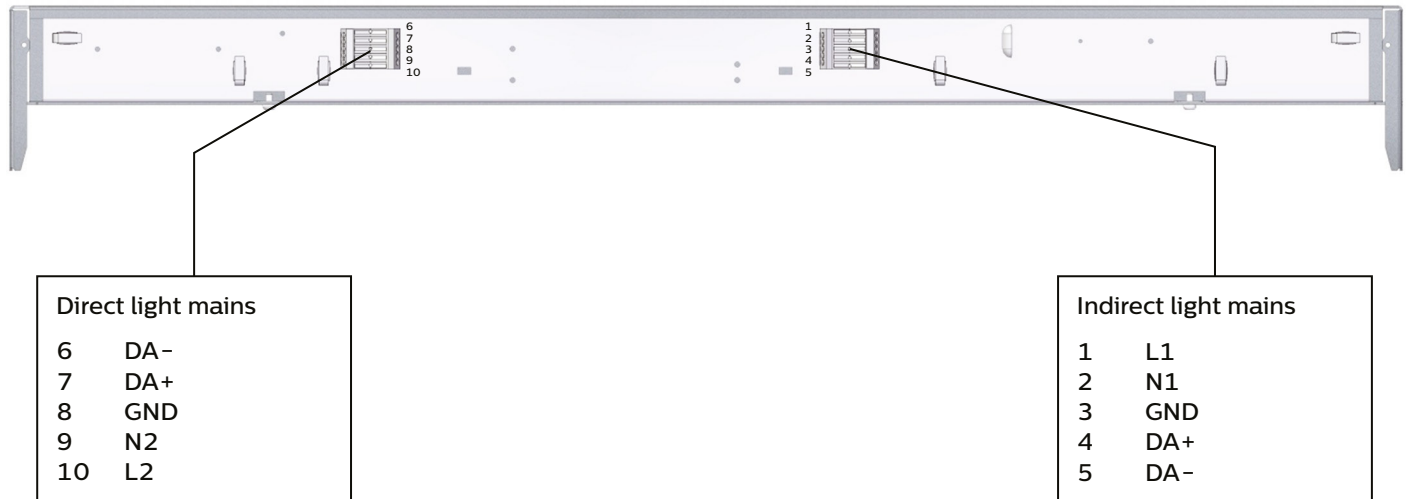 6
7
8
9
10
1
2
3
4
5
Direct light mains
6 DA-
7 DA+
8 GND
9 N2
10 L2
Indirect light mains
1 L1
2 N1
3 GND
4 DA+
5 DA-